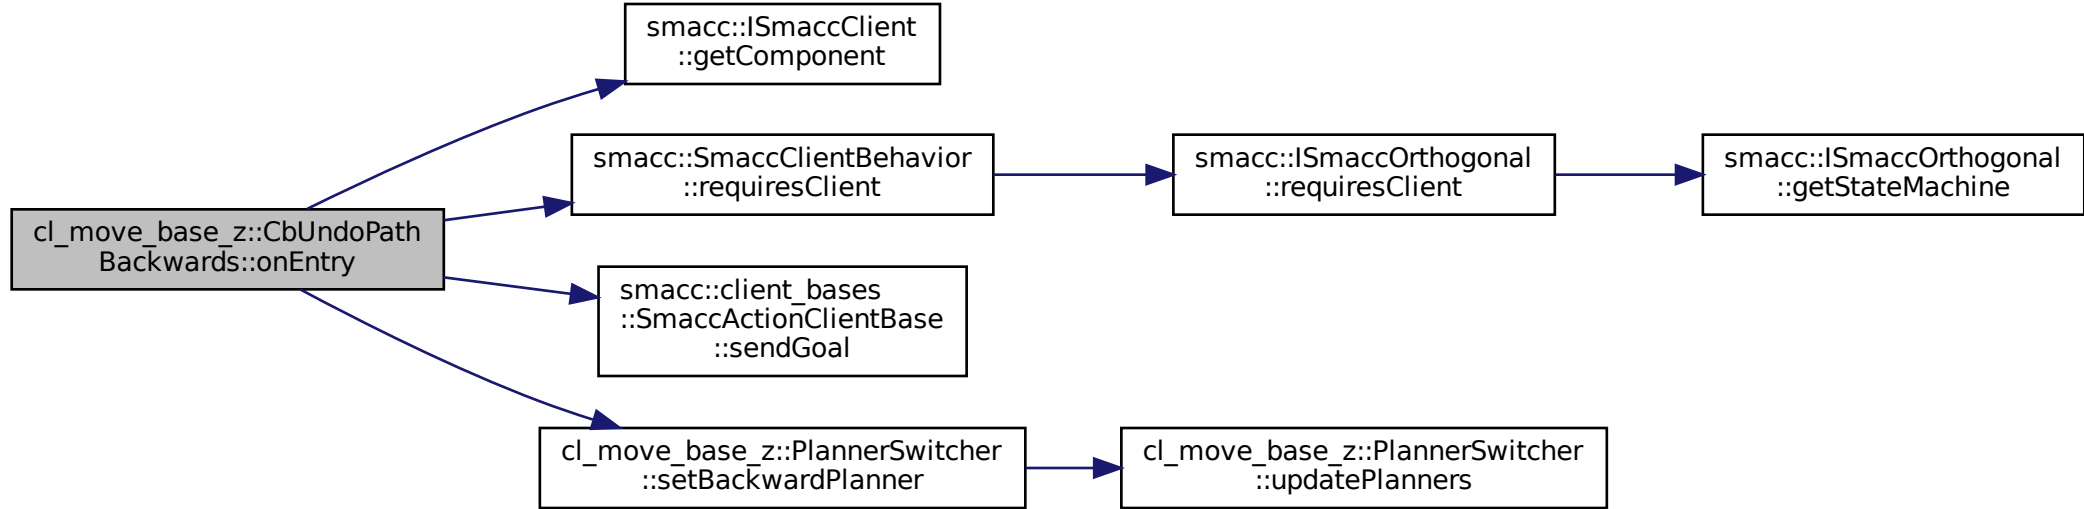 smacc::ISmaccClient
::getComponent
smacc::SmaccClientBehavior
::requiresClient
smacc::ISmaccOrthogonal
::requiresClient
smacc::ISmaccOrthogonal
::getStateMachine
cl_move_base_z::CbUndoPath
Backwards::onEntry
smacc::client_bases
::SmaccActionClientBase
::sendGoal
cl_move_base_z::PlannerSwitcher
::setBackwardPlanner
cl_move_base_z::PlannerSwitcher
::updatePlanners